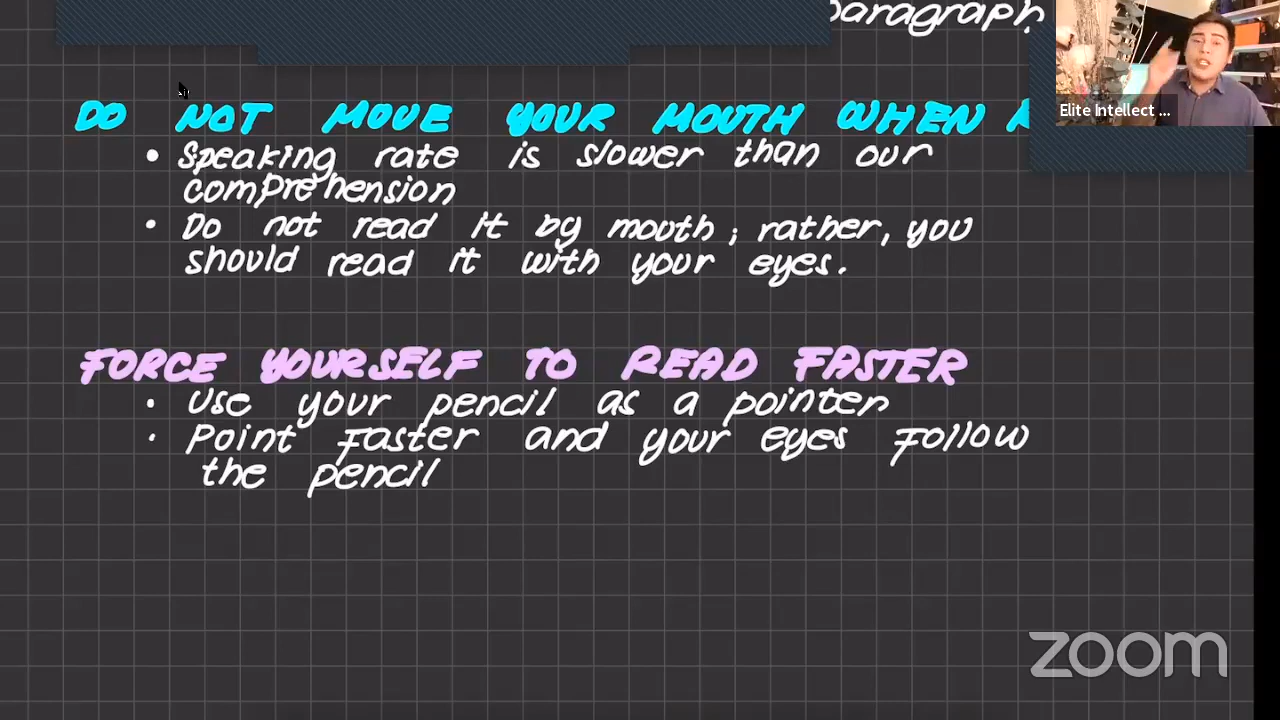 paragraph.
DO NOT MOVE YOUR MOUTH WHEN
• Speaking rate is slower than our
comprehension
• Do not read it by mouth; rather, you
should read it with your eyes.
FORCE YOURSELF TO READ FASTER
• Use your pencil as a pointer
• Point faster and your eyes follow
the pencil
Elite Intellect ...
zoom